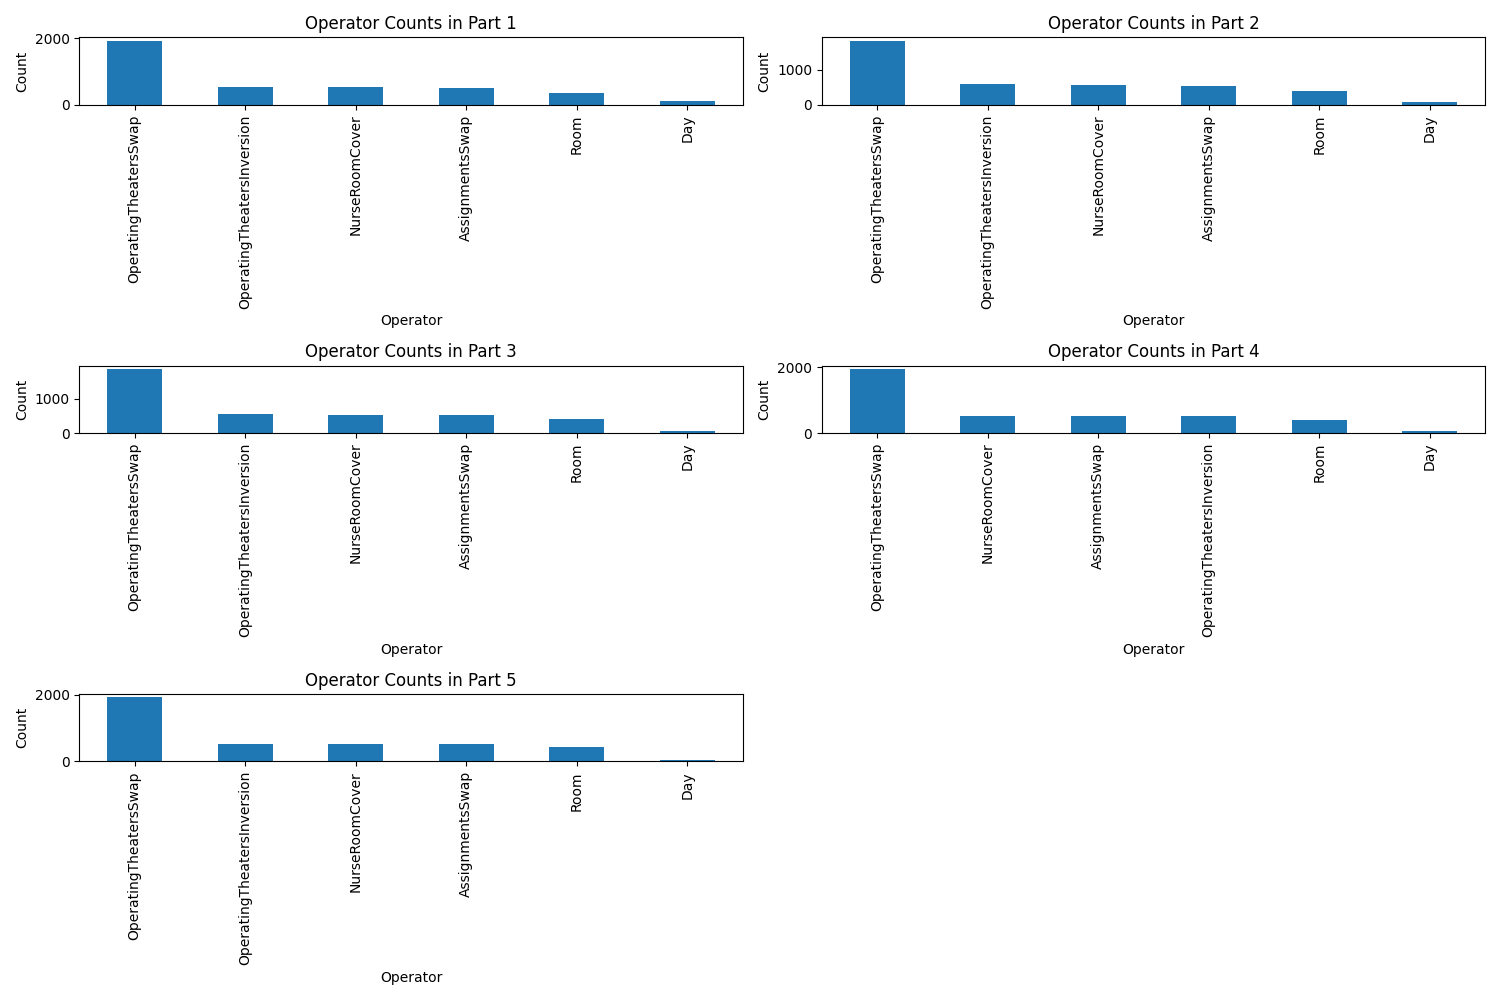 Operator Counts in Part 1
2000
0
Count
OperatingTheatersSwap
OperatingTheatersInversion
NurseRoomCover
AssignmentsSwap
Room
Day
Operator
Operator Counts in Part 2
1000
0
Count
OperatingTheatersSwap
OperatingTheatersInversion
NurseRoomCover
AssignmentsSwap
Room
Day
Operator
Operator Counts in Part 3
1000
0
Count
OperatingTheatersSwap
OperatingTheatersInversion
NurseRoomCover
AssignmentsSwap
Room
Day
Operator
Operator Counts in Part 4
2000
0
Count
OperatingTheatersSwap
NurseRoomCover
AssignmentsSwap
OperatingTheatersInversion
Room
Day
Operator
Operator Counts in Part 5
2000
0
Count
OperatingTheatersSwap
OperatingTheatersInversion
NurseRoomCover
AssignmentsSwap
Room
Day
Operator